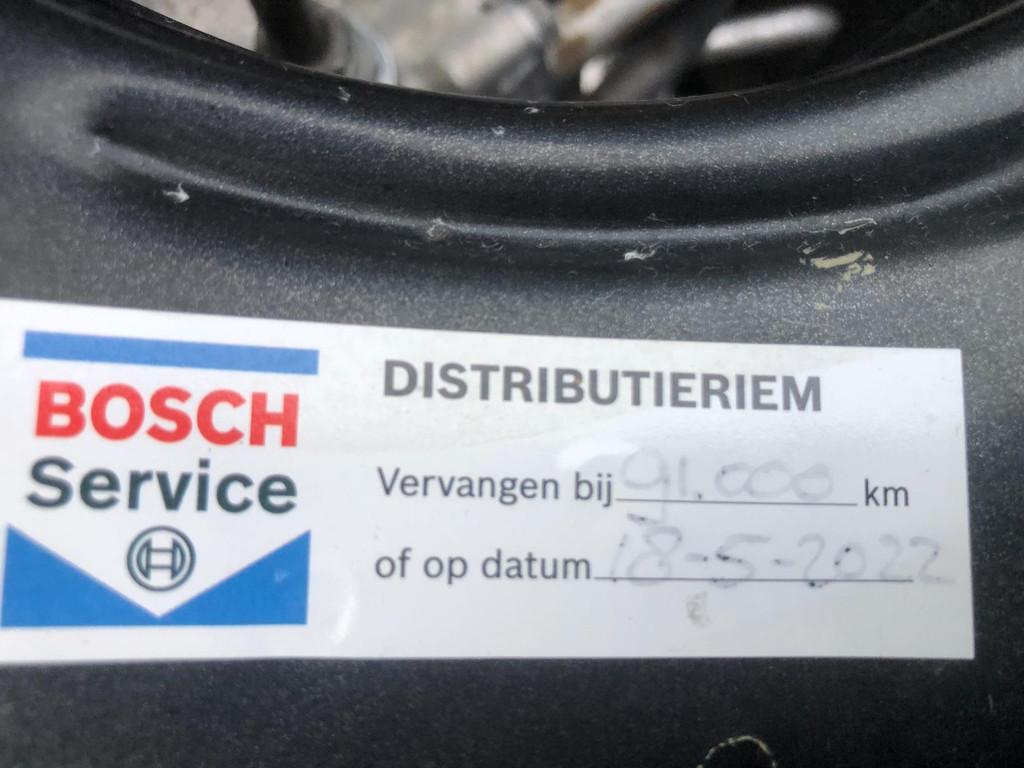 BOSCH
Service
DISTRIBUTIERIEM
Vervangen bij 91.000 km
of op datum 18-5-2022